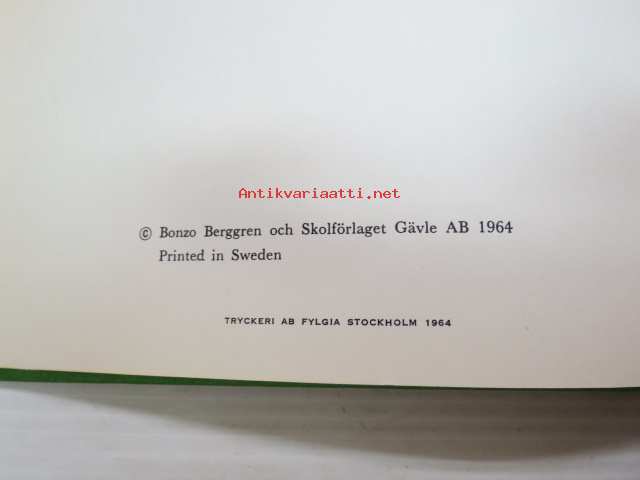 Antikvariaatti.net
© Bonzo Berggren och Skolförlaget Gävle AB 1964
Printed in Sweden
TRYCKERI AB FYLGIA STOCKHOLM 1964